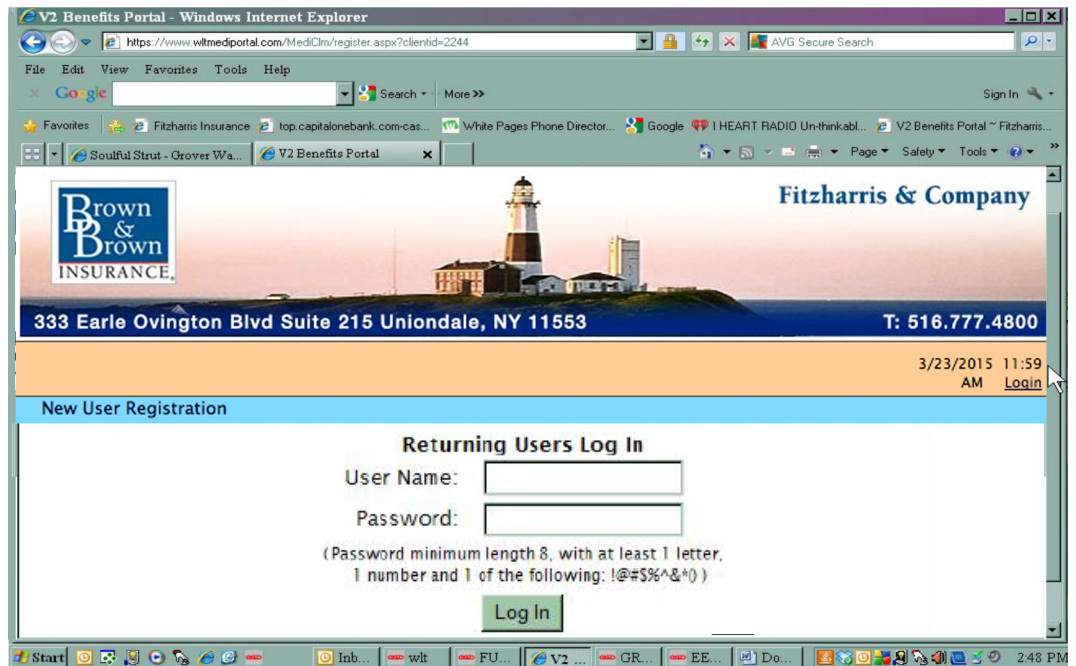 V2 Benefits Portal - Windows Internet Explorer
https://www.wltmediportal.com/MediClm/register.aspx?clientid=2244
AVG Secure Search
File Edit View Favorites Tools Help
Google Search More >>
Sign In
Favorites Fitzharris Insurance top.capitalonebank.com-cas... White Pages Phone Director... Google I HEART RADIO Un-thinkabl... V2 Benefits Portal ~ Fitzharris...
Soulful Strut - Grover Wa... V2 Benefits Portal x Page Safety Tools »
Brown
&
Brown
INSURANCE
Fitzharris & Company
333 Earle Ovington Blvd Suite 215 Uniondale, NY 11553 T: 516.777.4800
3/23/2015 11:59
AM Login
New User Registration
Returning Users Log In
User Name:
Password:
(Password minimum length 8, with at least 1 letter,
1 number and 1 of the following: !@#$%^&*() )
Log In
Start Inb... wlt FU... V2 ... GR... EE... Do... 2:48 PM